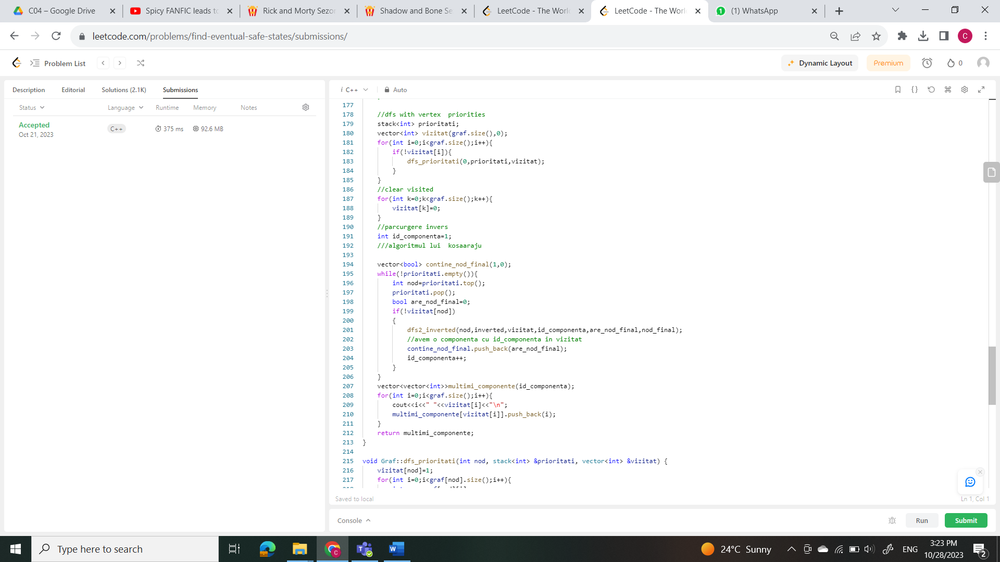 C04 – Google Drive
Spicy FANFIC leads to
Rick and Morty Sezon
Shadow and Bone Se
LeetCode - The World
LeetCode - The World
1 (1) WhatsApp
leetcode.com/problems/find-eventual-safe-states/submissions/
C
Problem List
Dynamic Layout
Premium
0
Description Editorial Solutions (2.1K) Submissions
Status Language Runtime Memory Notes
Accepted
Oct 21, 2023
C++
375 ms
92.6 MB
i C++
Auto
177
178 //dfs with vertex  priorities
179 stack<int> prioritati;
180 vector<int> vizitat(graf.size(),0);
181 for(int i=0;i<graf.size();i++){
182 if(!vizitat[i]){
183 dfs_prioritati(0,prioritati,vizitat);
184 }
185 }
186 //clear visited
187 for(int k=0;k<graf.size();k++){
188 vizitat[k]=0;
189 }
190 //parcurgere invers
191 int id_componenta=1;
192 ///algoritmul lui  kosaaraju
193
194 vector<bool> contine_nod_final(1,0);
195 while(!prioritati.empty()){
196 int nod=prioritati.top();
197 prioritati.pop();
198 bool are_nod_final=0;
199 if(!vizitat[nod])
200 {
201 dfs2_inverted(nod,inverted,vizitat,id_componenta,are_nod_final,nod_final);
202 //avem o componenta cu id_componenta in vizitat
203 contine_nod_final.push_back(are_nod_final);
204 id_componenta++;
205 }
206 }
207 vector<vector<int>>multimi_componente(id_componenta);
208 for(int i=0;i<graf.size();i++){
209 cout<<i<<" "<<vizitat[i]<<"\n";
210 multimi_componente[vizitat[i]].push_back(i);
211 }
212 return multimi_componente;
213 }
214
215 void Graf::dfs_prioritati(int nod, stack<int> &prioritati, vector<int> &vizitat) {
216 vizitat[nod]=1;
217 for(int i=0;i<graf[nod].size();i++){
Saved to local
Ln 1, Col 1
Console
Run
Submit
Type here to search
24°C Sunny
ENG
3:23 PM
10/28/2023
2